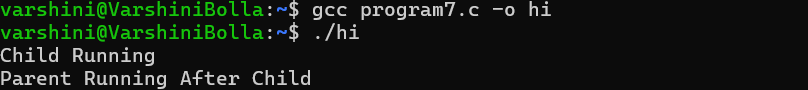 varshini@VarshiniBolla:~$ gcc program7.c -o hi
varshini@VarshiniBolla:~$ ./hi
Child Running
Parent Running After Child